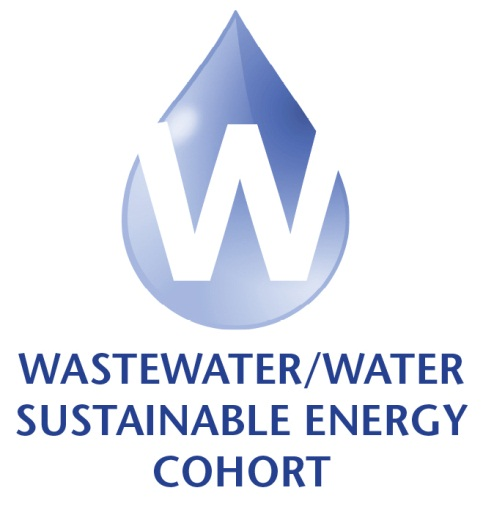 W
WASTEWATER/WATER
SUSTAINABLE ENERGY
COHORT